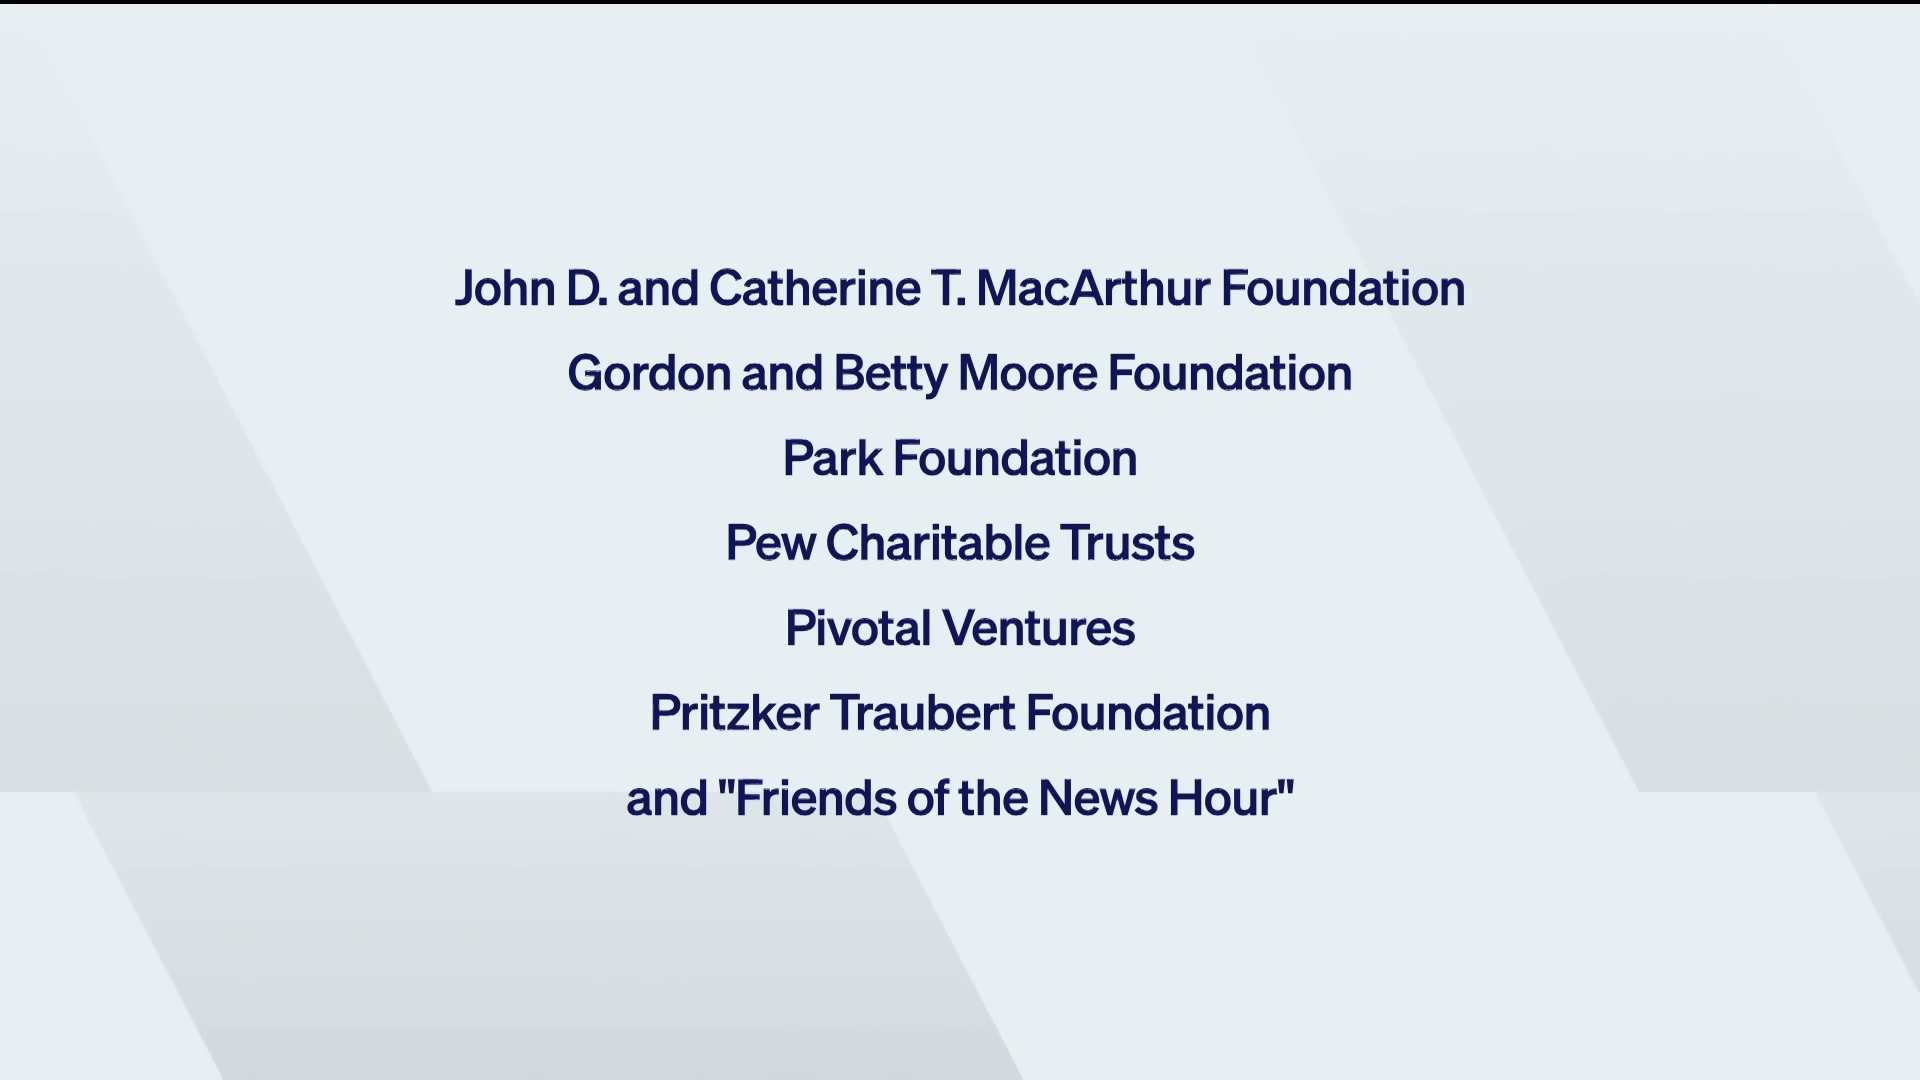 John D. and Catherine T. MacArthur Foundation
Gordon and Betty Moore Foundation
Park Foundation
Pew Charitable Trusts
Pivotal Ventures
Pritzker Traubert Foundation
and "Friends of the News Hour"